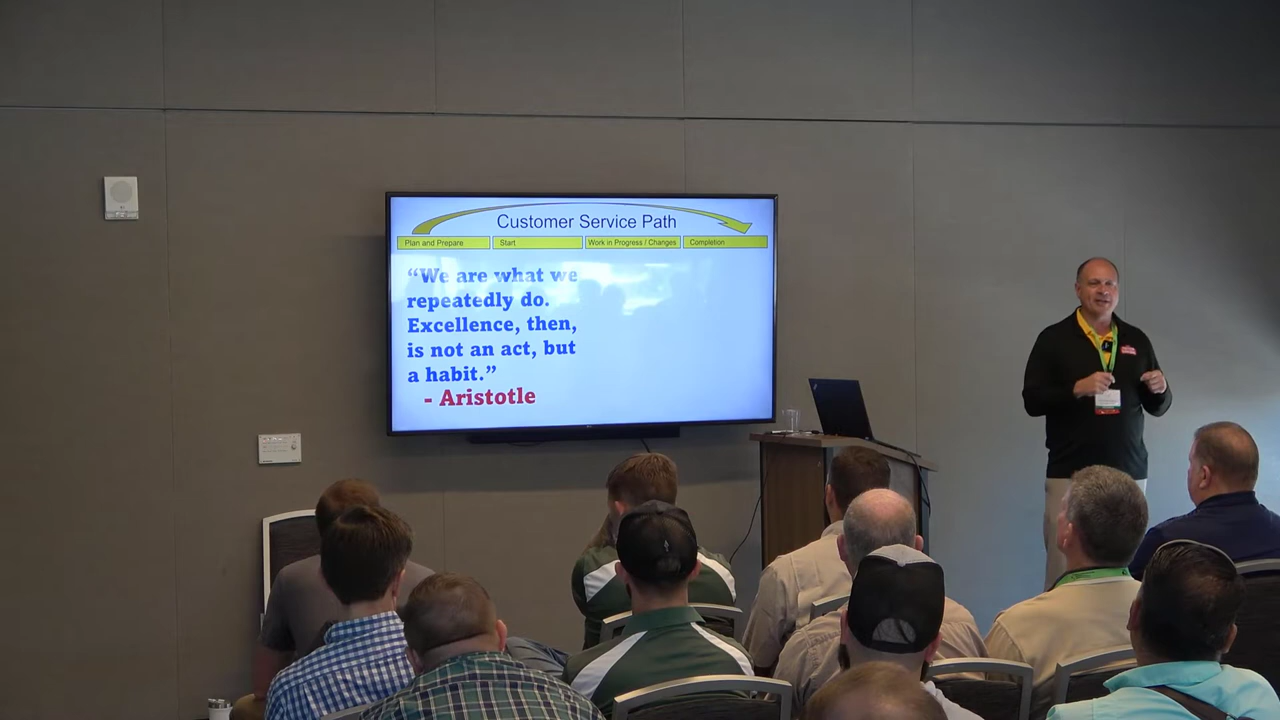 Customer Service Path
Plan and Prepare
Start
Work in Progress / Changes
Completion
“We are what we
repeatedly do.
Excellence, then,
is not an act, but
a habit.”
- Aristotle